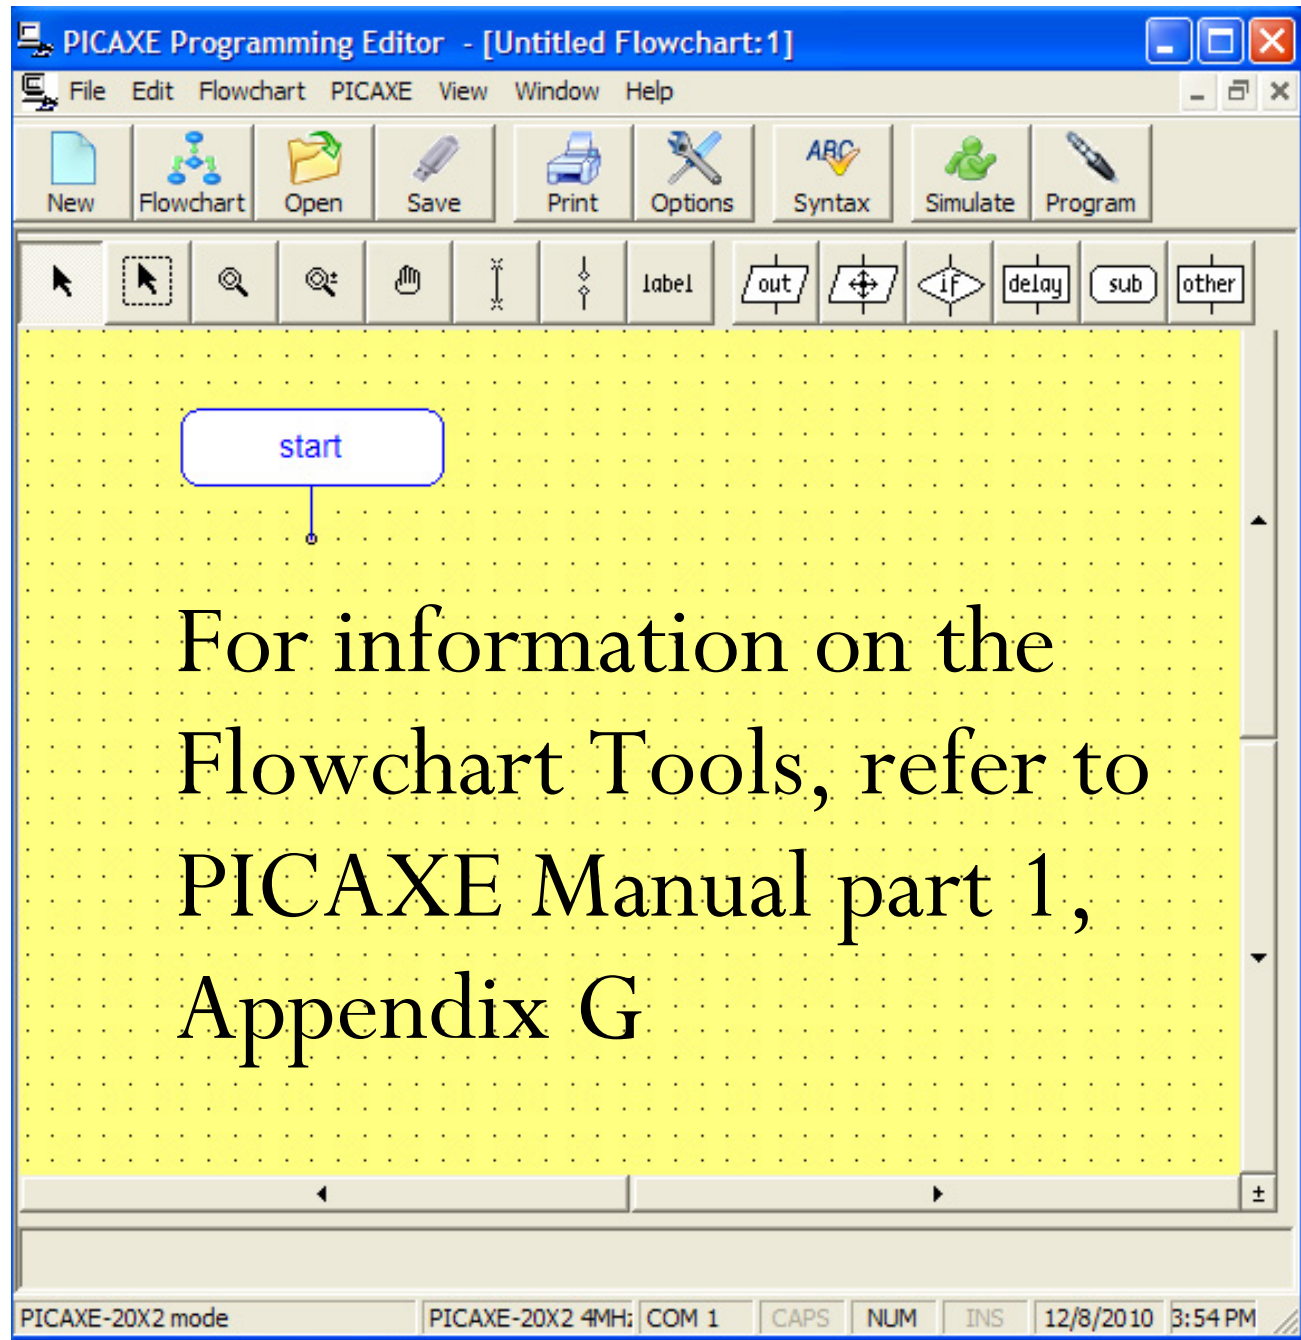 PICAXE Programming Editor - [Untitled Flowchart:1]
File Edit Flowchart PICAXE View Window Help
ABC
New Flowchart Open Save Print Options Syntax Simulate Program
label out if delay sub other
start
For information on the
Flowchart Tools, refer to
PICAXE Manual part 1,
Appendix G
PICAXE-20X2 mode PICAXE-20X2 4MHz COM 1 CAPS NUM INS 12/8/2010 3:54 PM